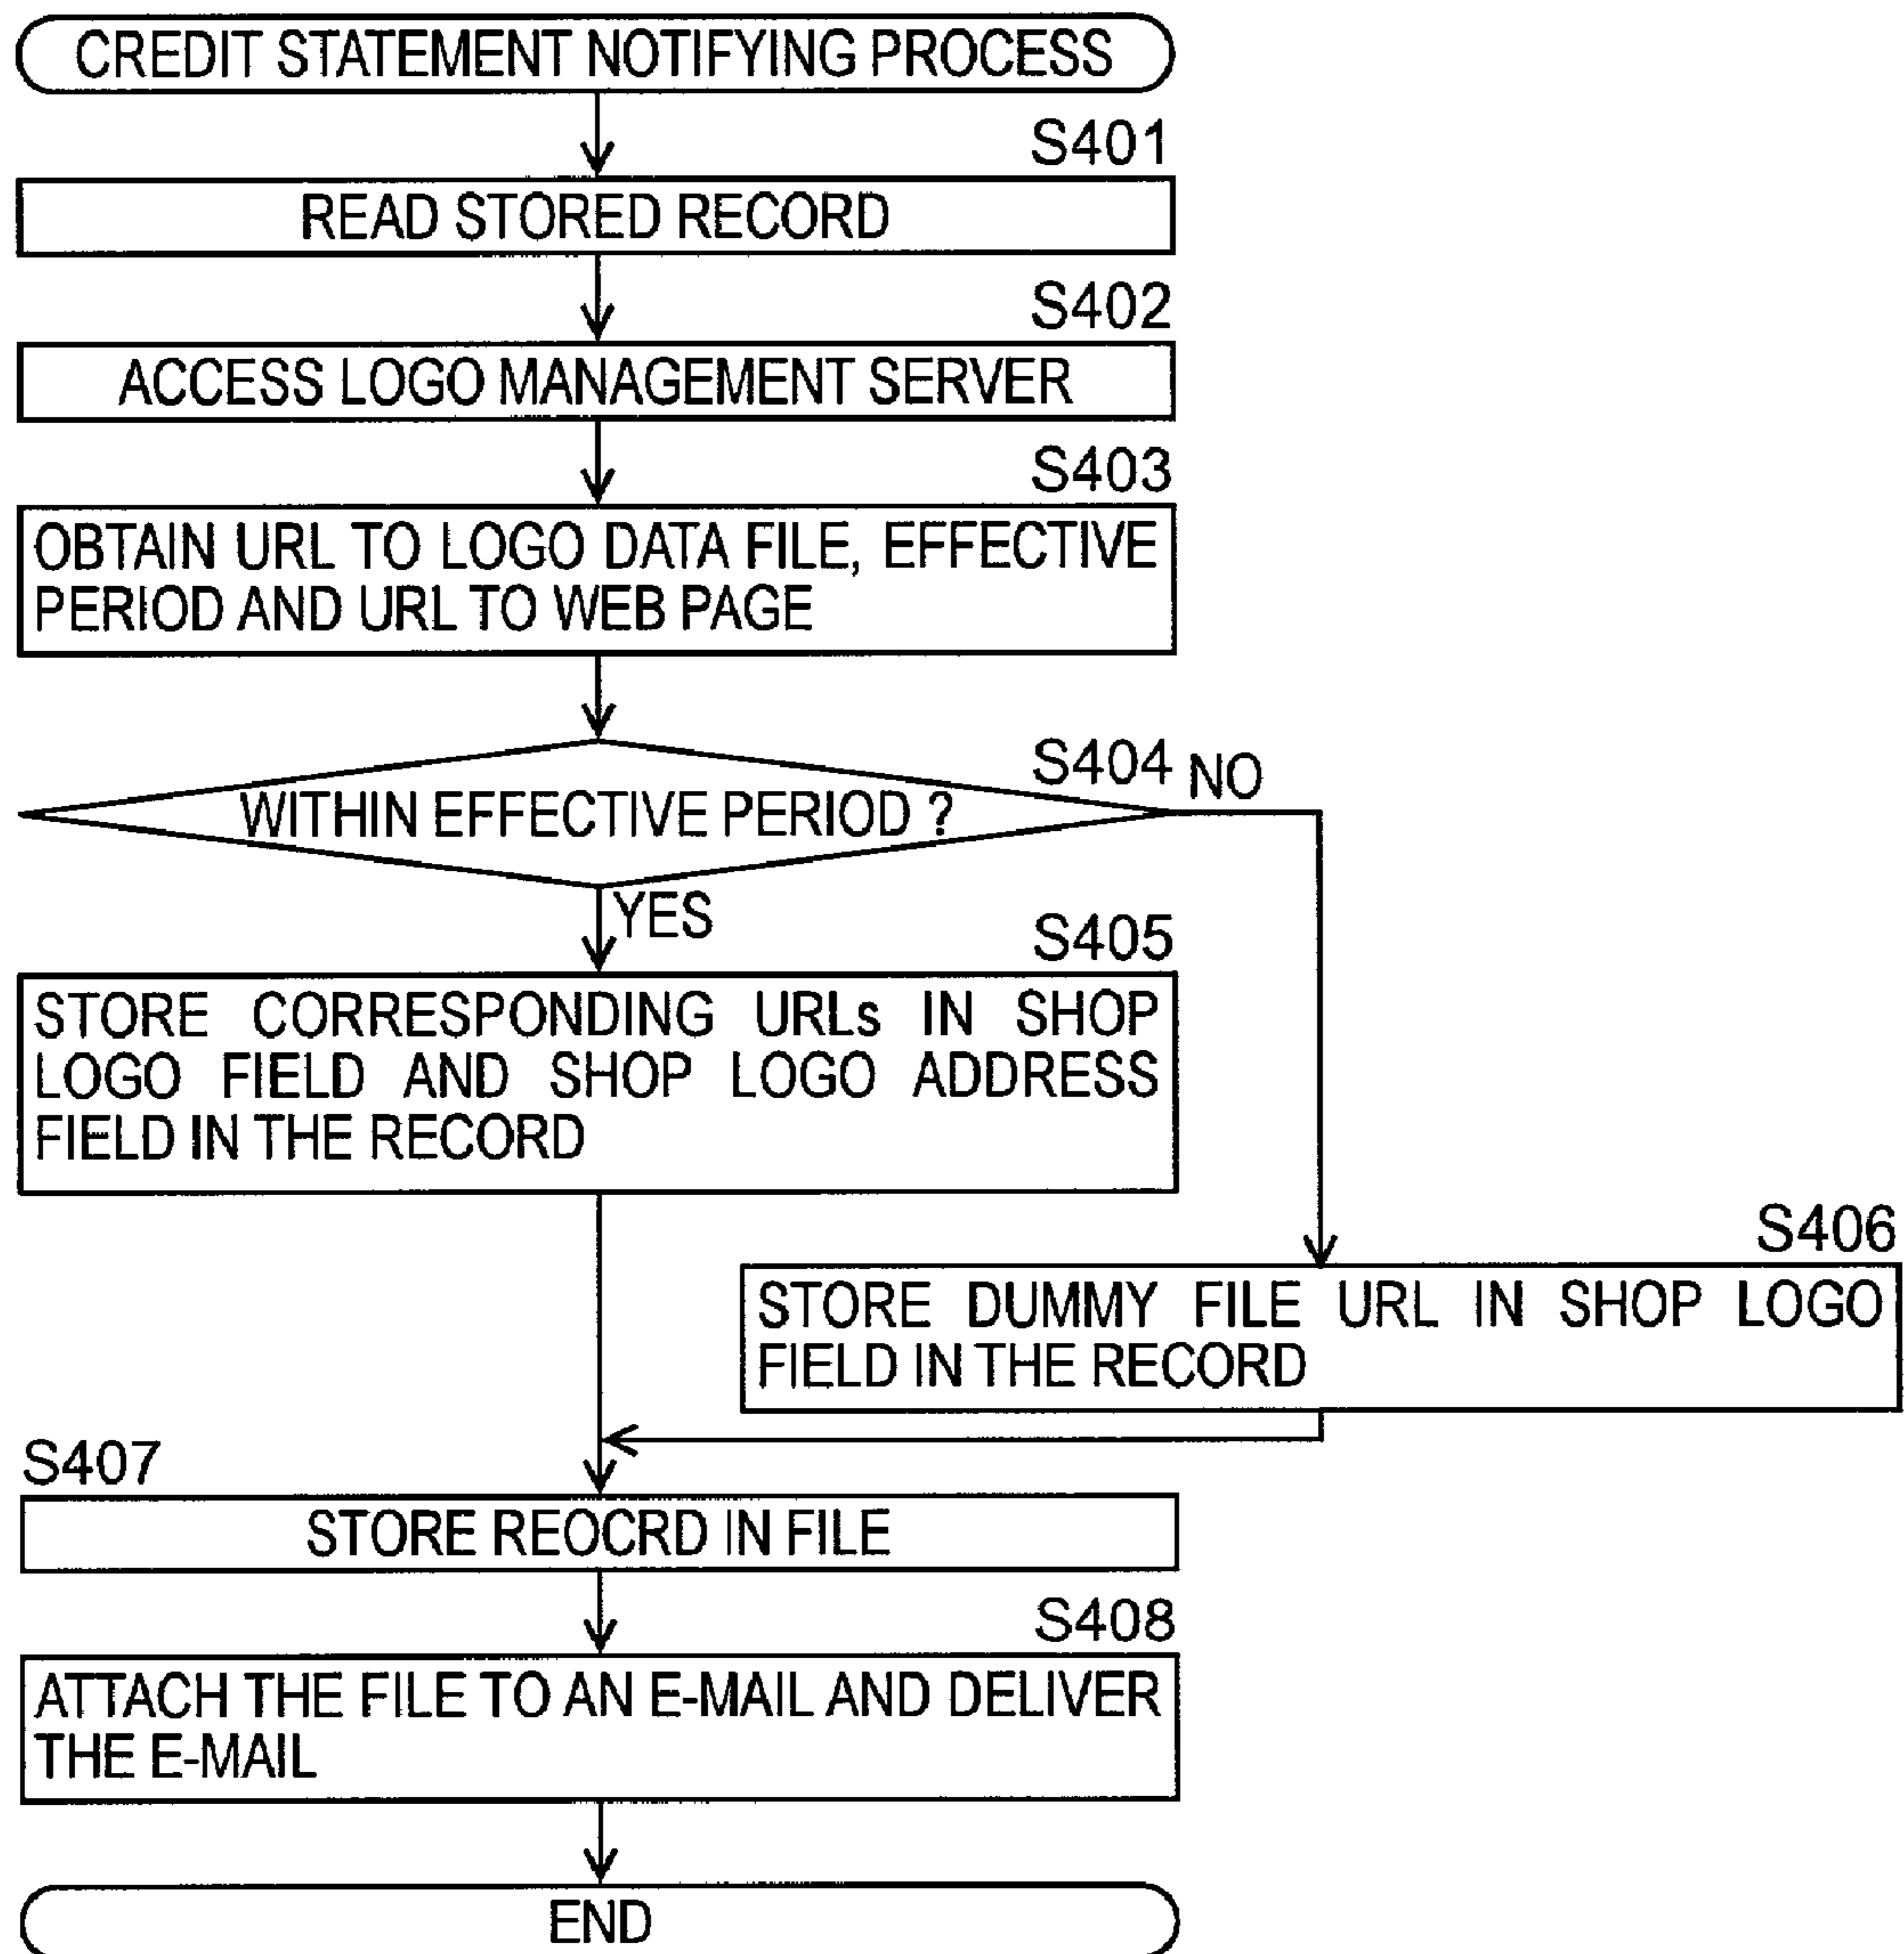 CREDIT STATEMENT NOTIFYING PROCESS
S401
READ STORED RECORD
S402
ACCESS LOGO MANAGEMENT SERVER
S403
OBTAIN URL TO LOGO DATA FILE, EFFECTIVE
PERIOD AND URL TO WEB PAGE
S404
NO
WITHIN EFFECTIVE PERIOD ?
YES
S405
STORE CORRESPONDING URLs IN SHOP
LOGO FIELD AND SHOP LOGO ADDRESS
FIELD IN THE RECORD
S406
STORE DUMMY FILE URL IN SHOP LOGO
FIELD IN THE RECORD
S407
STORE REOCRD IN FILE
S408
ATTACH THE FILE TO AN E-MAIL AND DELIVER
THE E-MAIL
END